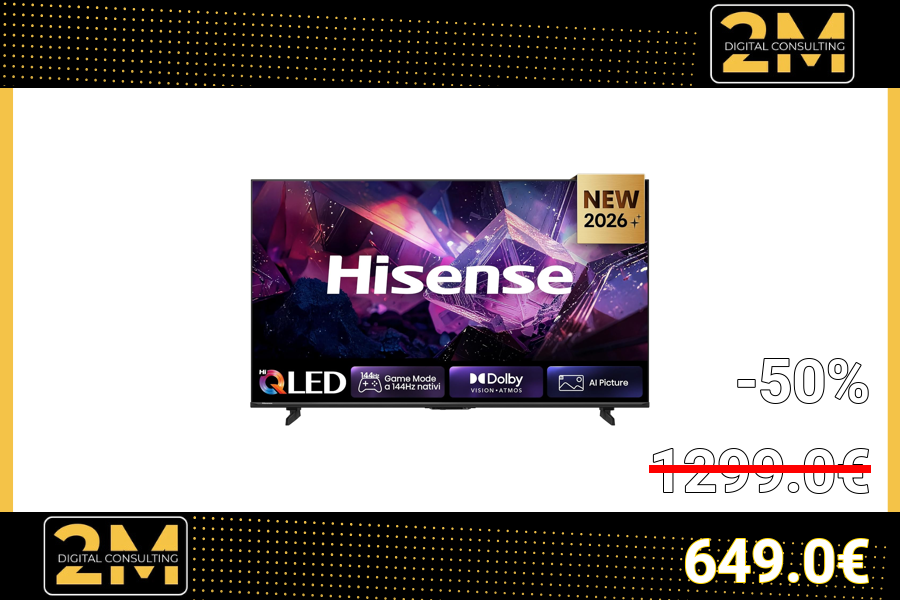 2M
DIGITAL CONSULTING
NEW
2026
Hisense
Hi QLED
144Hz
Game Mode
a 144Hz nativi
Dolby
VISION•ATMOS
AI Picture
-50%
1299.0€
2M
DIGITAL CONSULTING
649.0€